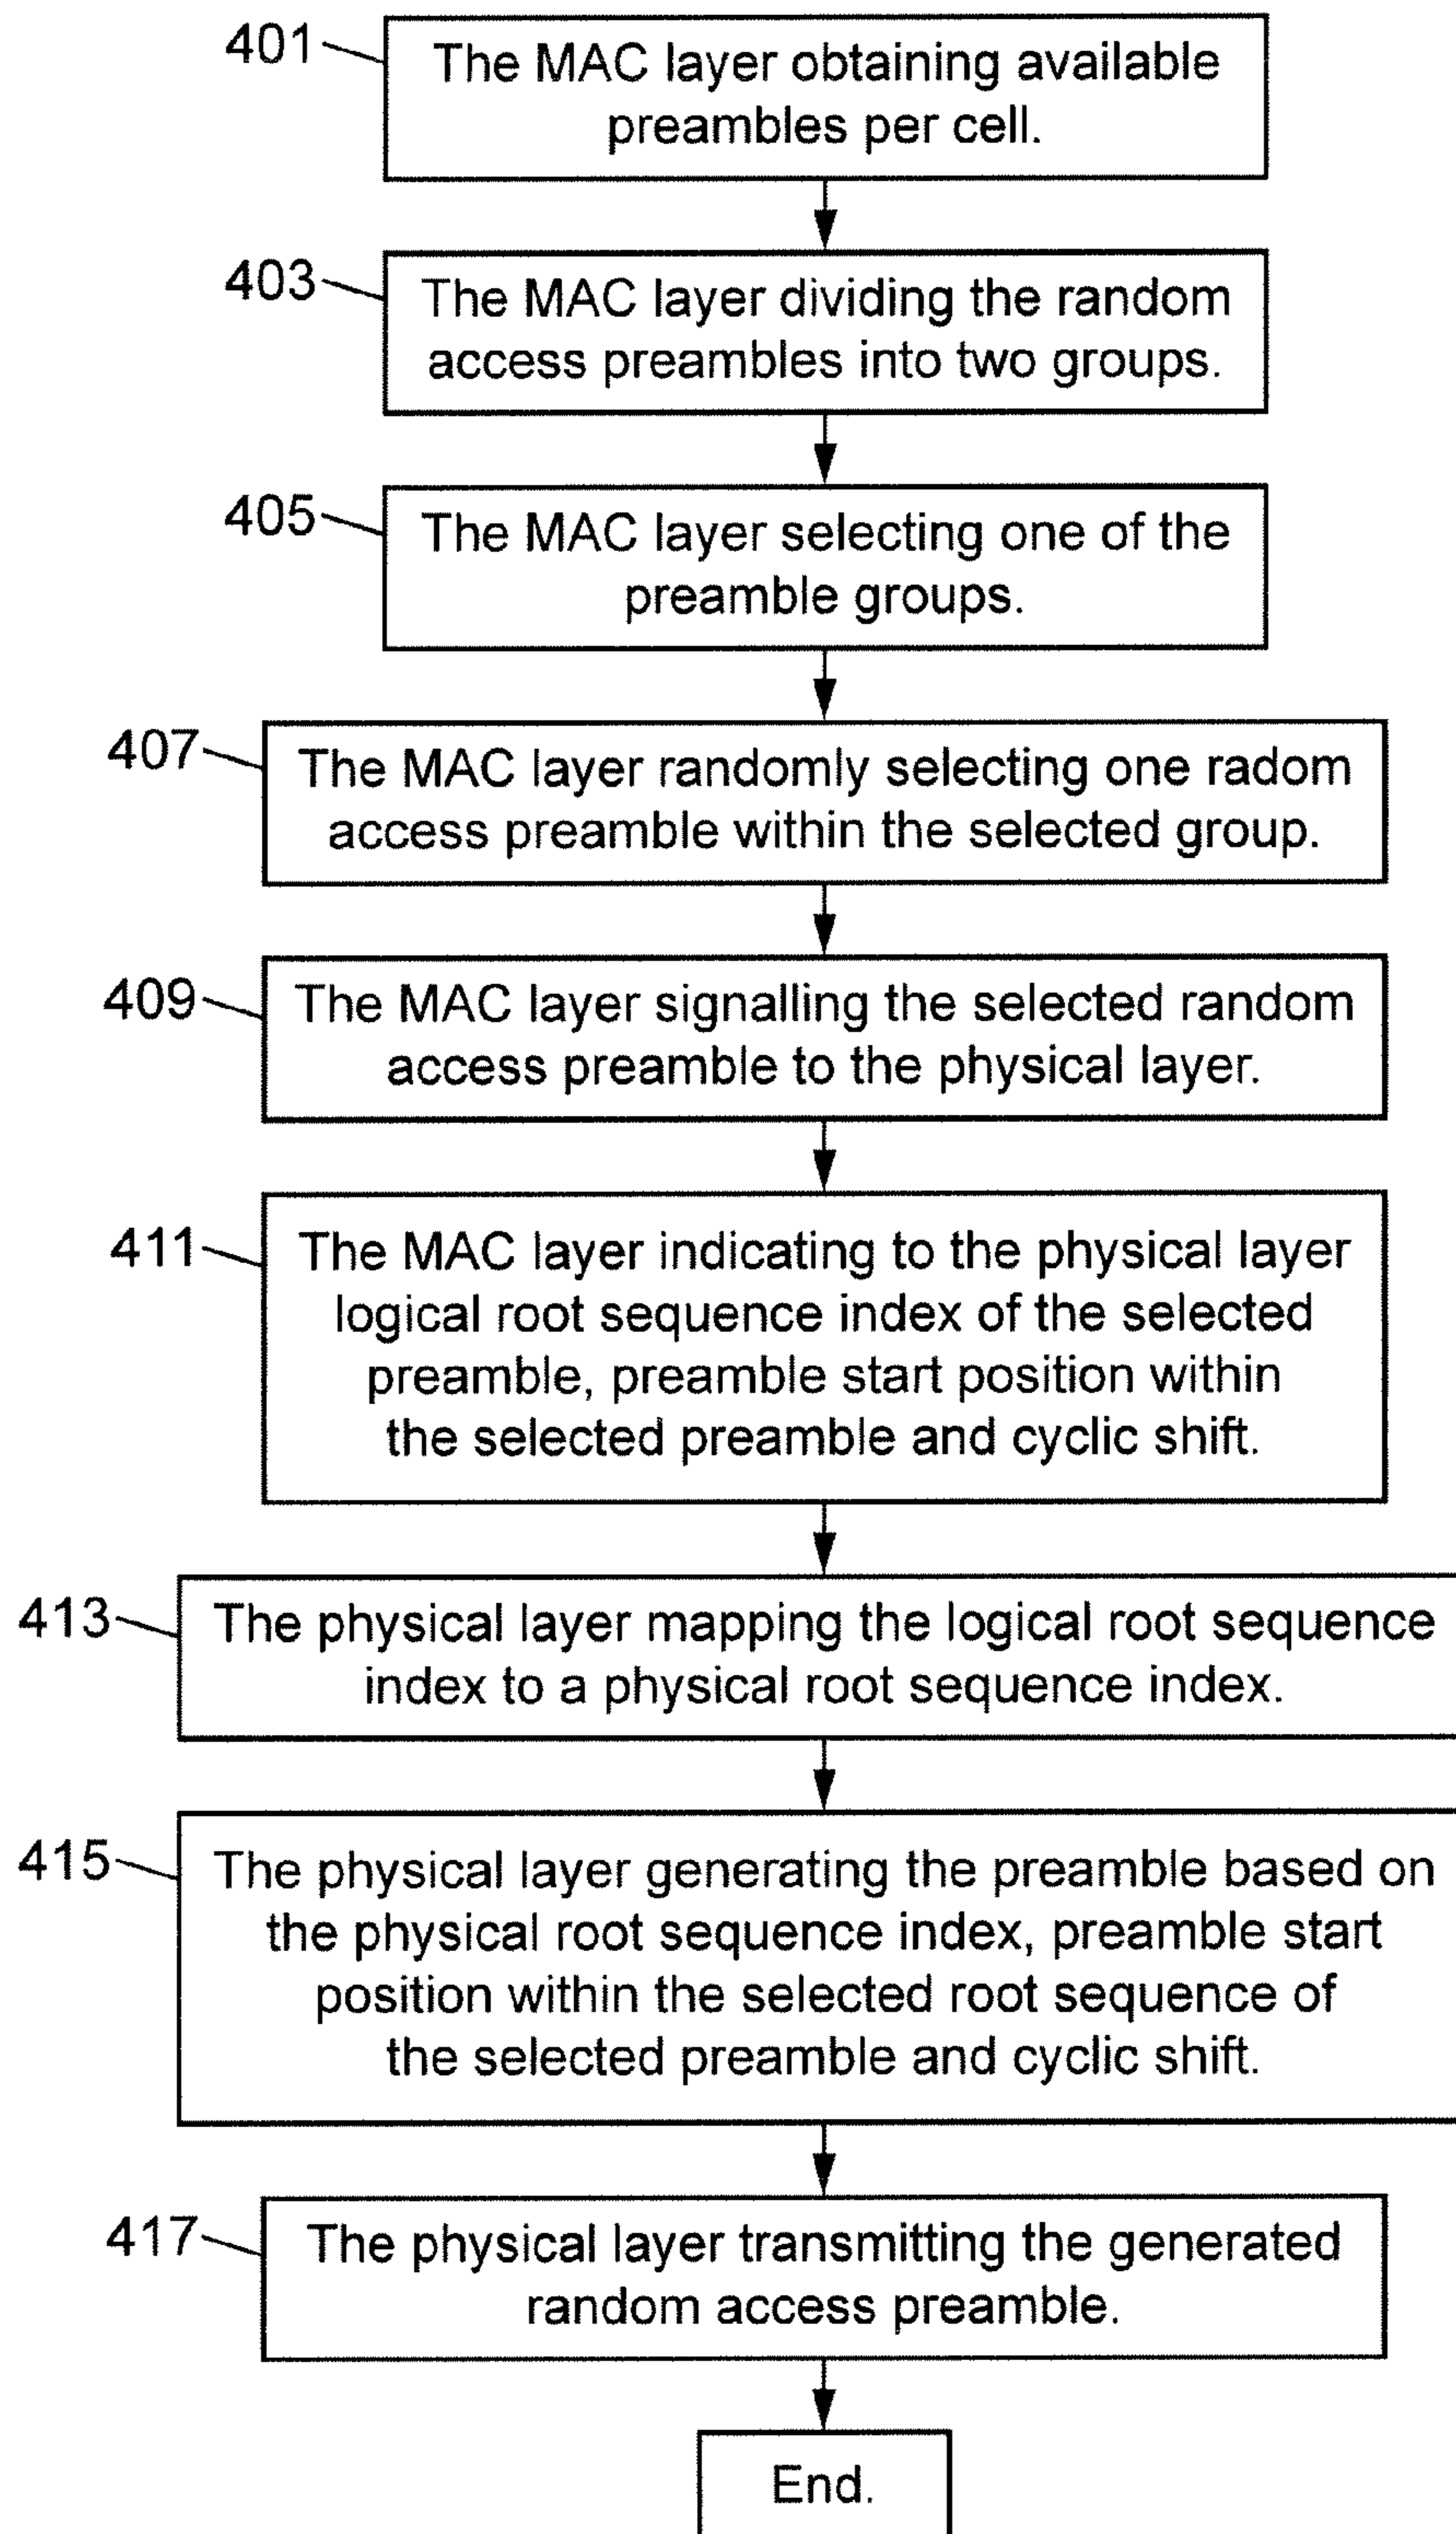 401
The MAC layer obtaining available
preambles per cell.
403
The MAC layer dividing the random
access preambles into two groups.
405
The MAC layer selecting one of the
preamble groups.
407
The MAC layer randomly selecting one radom
access preamble within the selected group.
409
The MAC layer signalling the selected random
access preamble to the physical layer.
411
The MAC layer indicating to the physical layer
logical root sequence index of the selected
preamble, preamble start position within
the selected preamble and cyclic shift.
413
The physical layer mapping the logical root sequence
index to a physical root sequence index.
415
The physical layer generating the preamble based on
the physical root sequence index, preamble start
position within the selected root sequence of
the selected preamble and cyclic shift.
417
The physical layer transmitting the generated
random access preamble.
End.